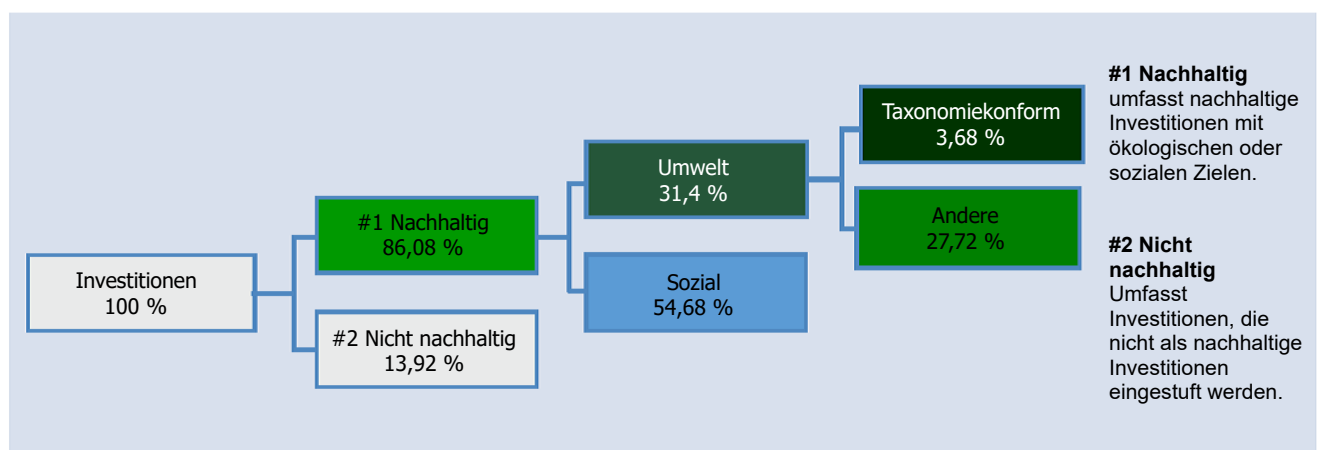 Investitionen
100 %
#1 Nachhaltig
86,08 %
#2 Nicht nachhaltig
13,92 %
Umwelt
31,4 %
Sozial
54,68 %
Taxonomiekonform
3,68 %
Andere
27,72 %
#1 Nachhaltig
umfasst nachhaltige
Investitionen mit
ökologischen oder
sozialen Zielen.
#2 Nicht
nachhaltig
Umfasst
Investitionen, die
nicht als nachhaltige
Investitionen
eingestuft werden.